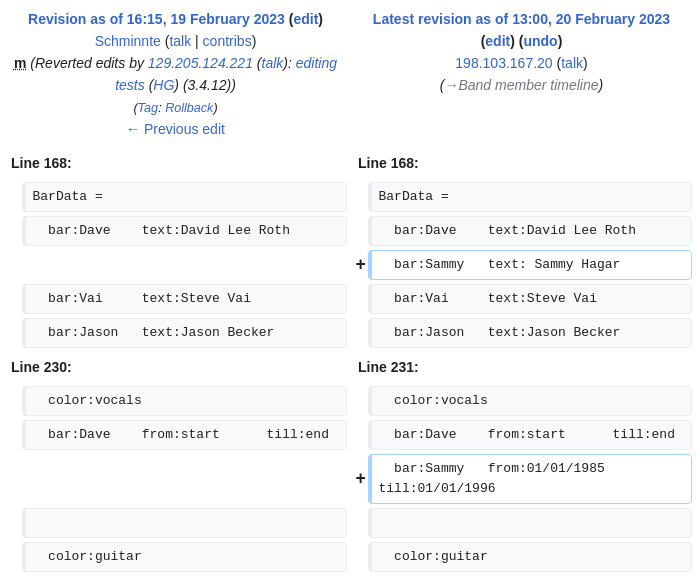 Revision as of 16:15, 19 February 2023 (edit)
Schminnte (talk | contribs)
m (Reverted edits by 129.205.124.221 (talk): editing
tests (HG) (3.4.12))
(Tag: Rollback)
← Previous edit
Latest revision as of 13:00, 20 February 2023
(edit) (undo)
198.103.167.20 (talk)
(→Band member timeline)
Line 168:
Line 168:
BarData =
BarData =
bar:Dave    text:David Lee Roth
bar:Dave    text:David Lee Roth
+ bar:Sammy   text: Sammy Hagar
bar:Vai     text:Steve Vai
bar:Vai     text:Steve Vai
bar:Jason   text:Jason Becker
bar:Jason   text:Jason Becker
Line 230:
Line 231:
color:vocals
color:vocals
bar:Dave    from:start      till:end
bar:Dave    from:start      till:end
+ bar:Sammy   from:01/01/1985
till:01/01/1996
color:guitar
color:guitar